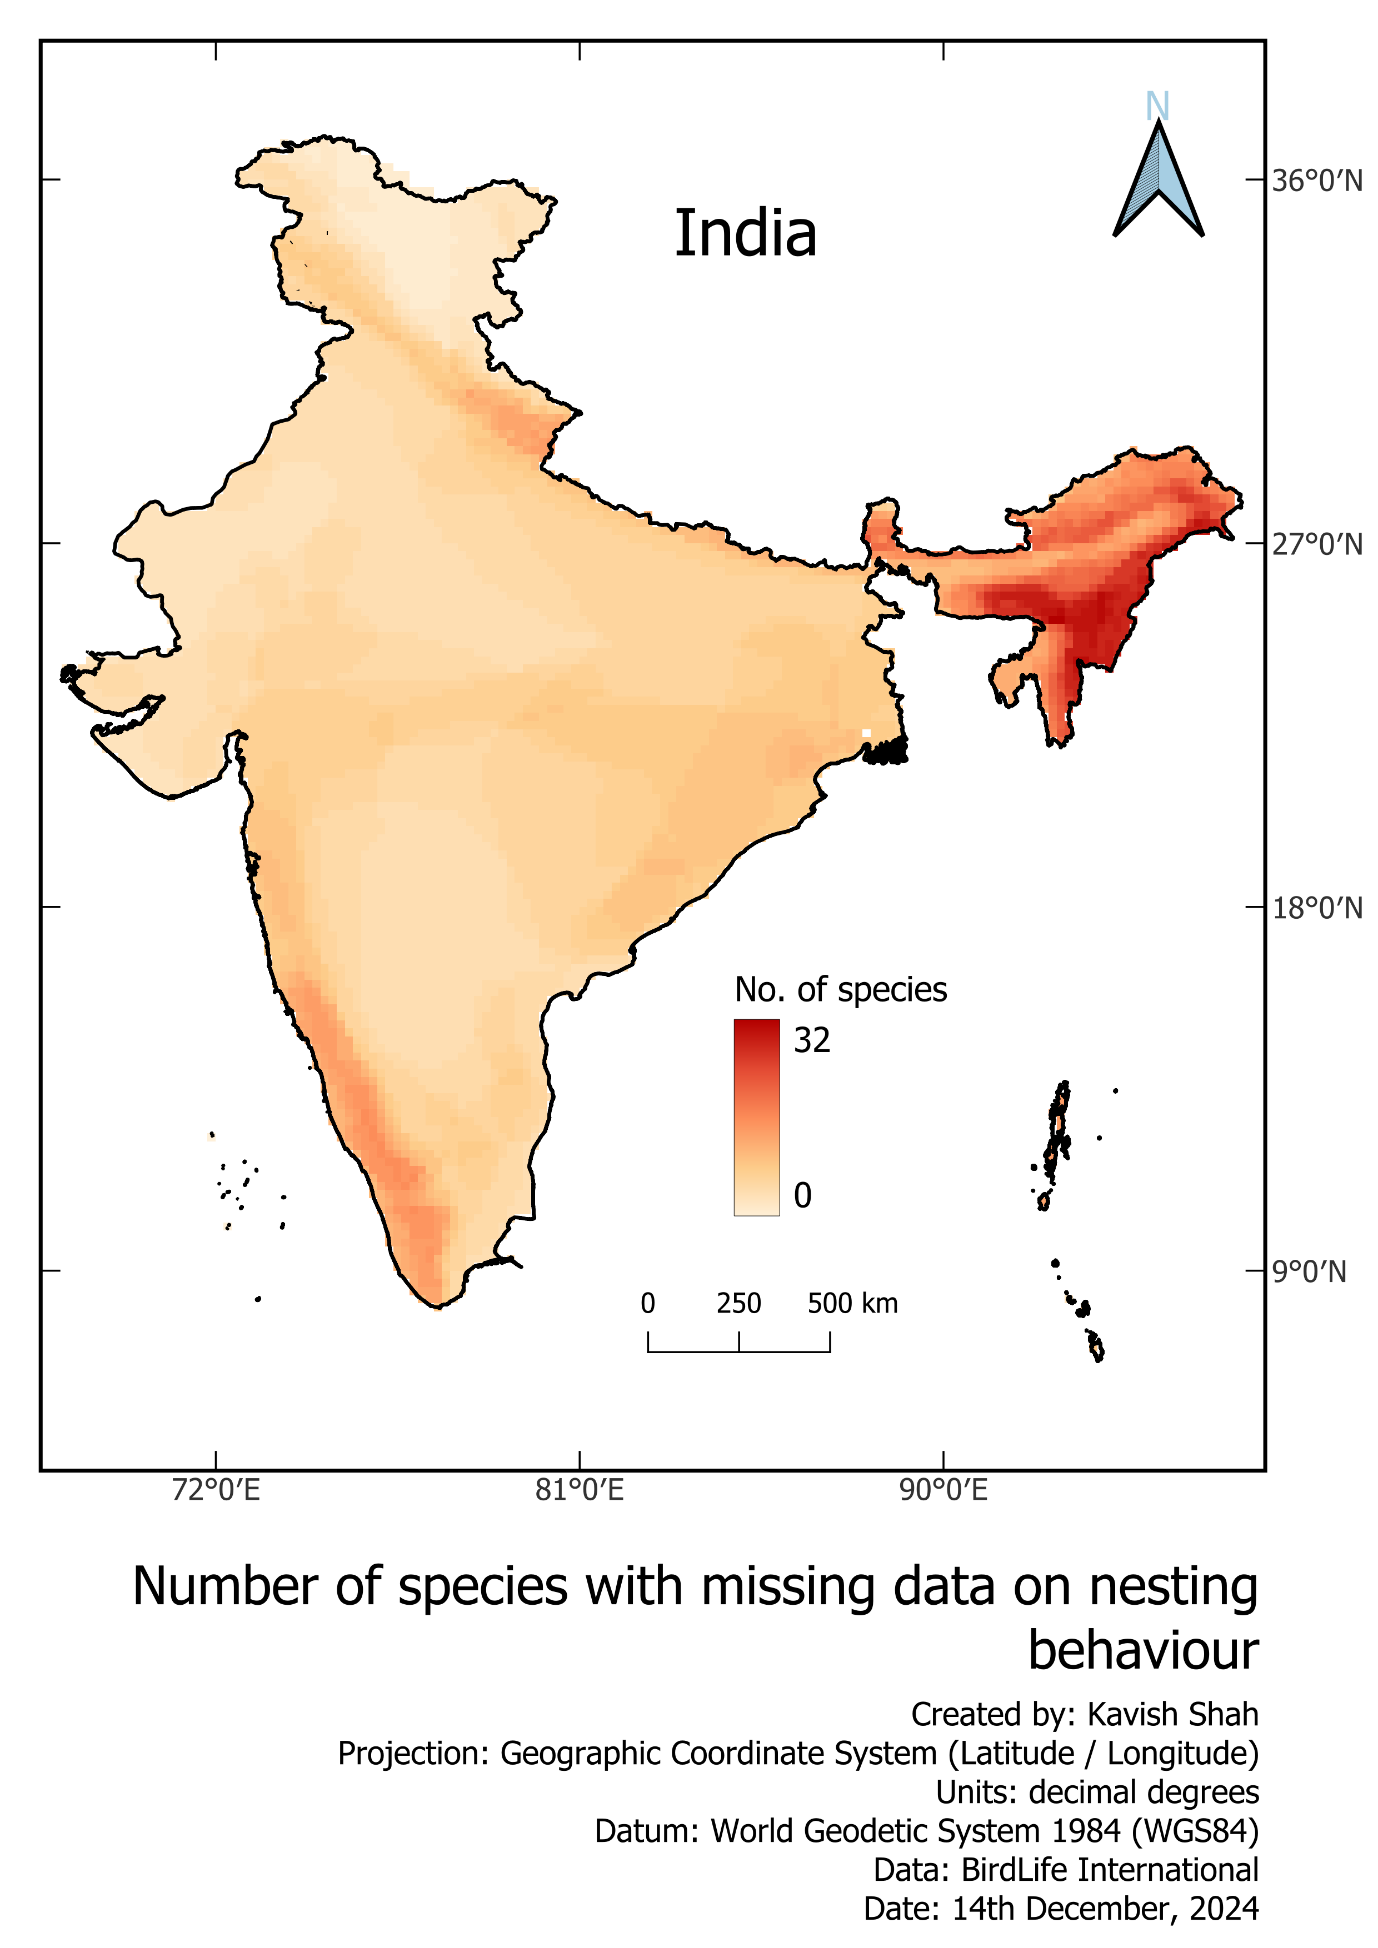 N
36°0′N
India
27°0′N
18°0′N
No. of species
32
0
9°0′N
0 250 500 km
72°0′E 81°0′E 90°0′E
Number of species with missing data on nesting
behaviour
Created by: Kavish Shah
Projection: Geographic Coordinate System (Latitude / Longitude)
Units: decimal degrees
Datum: World Geodetic System 1984 (WGS84)
Data: BirdLife International
Date: 14th December, 2024